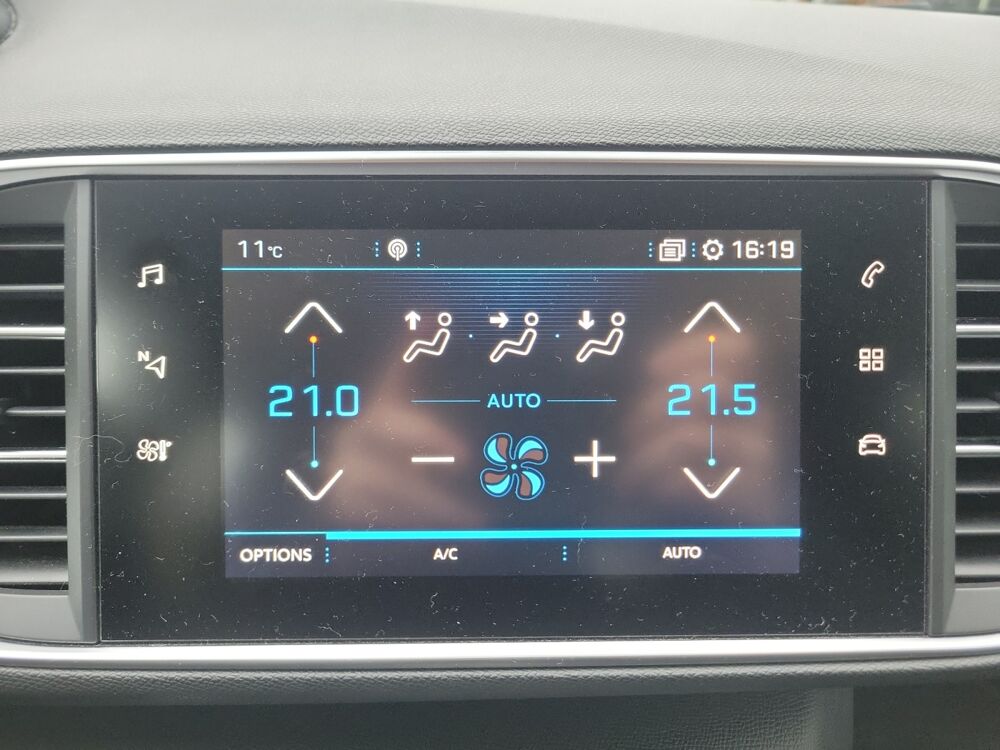 11°C 16:19
N
21.0 AUTO 21.5
OPTIONS A/C AUTO